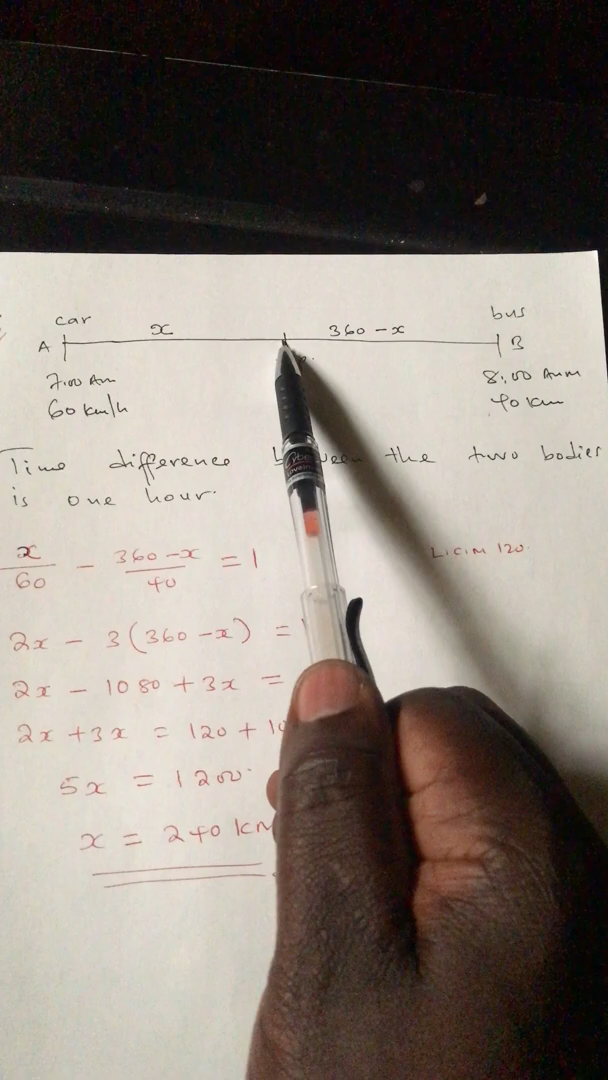 car
bus
x
360 - x
A
B
7:00 Am
8:00 Am
60 km/h
40 km
Time difference between the two bodies
is one hour.
x/60 - 360 - x/40 = 1
L.C.M 120.
2x - 3(360 - x) =
2x - 1080 + 3x =
2x + 3x = 120 + 10
5x = 1200
x = 240 KM